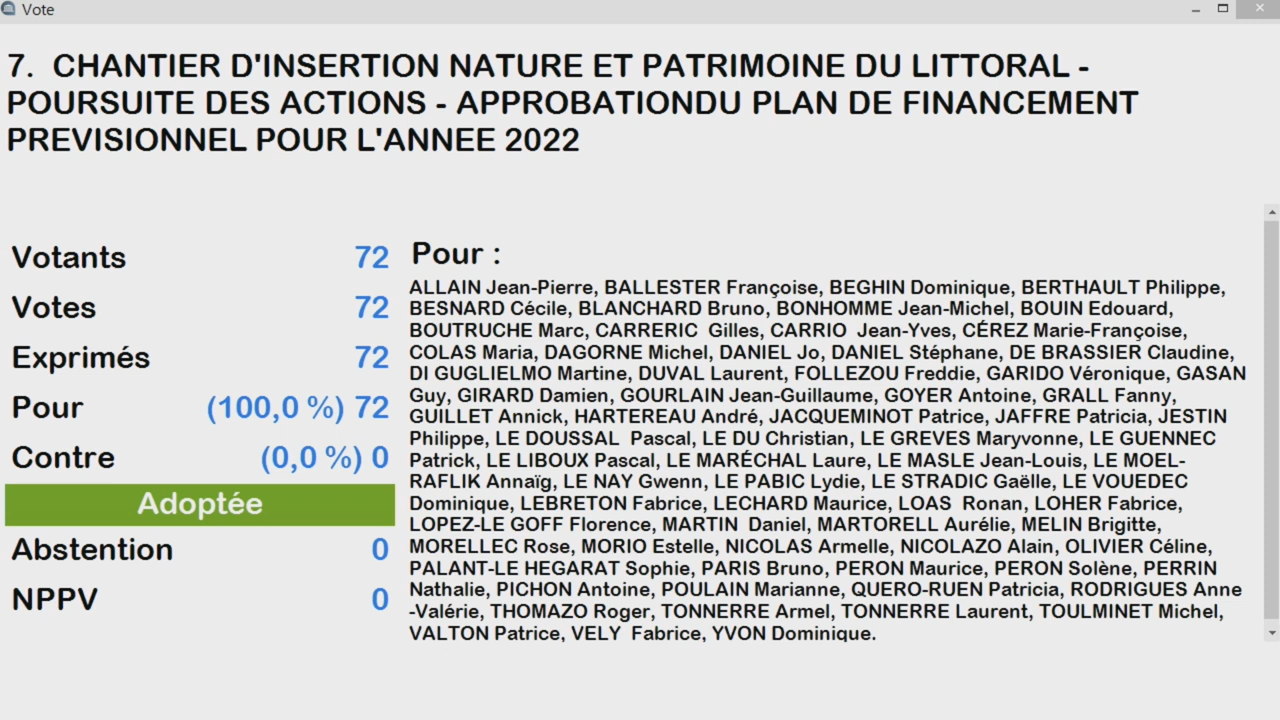 Vote
7. CHANTIER D'INSERTION NATURE ET PATRIMOINE DU LITTORAL -
POURSUITE DES ACTIONS - APPROBATIONDU PLAN DE FINANCEMENT
PREVISIONNEL POUR L'ANNEE 2022
Votants 72
Votes 72
Exprimés 72
Pour (100,0 %) 72
Contre (0,0 %) 0
Adoptée
Abstention 0
NPPV 0
Pour :
ALLAIN Jean-Pierre, BALLESTER Françoise, BEGHIN Dominique, BERTHAULT Philippe,
BESNARD Cécile, BLANCHARD Bruno, BONHOMME Jean-Michel, BOUIN Edouard,
BOUTRUCHE Marc, CARRERIC Gilles, CARRIO Jean-Yves, CÉREZ Marie-Françoise,
COLAS Maria, DAGORNE Michel, DANIEL Jo, DANIEL Stéphane, DE BRASSIER Claudine,
DI GUGLIELMO Martine, DUVAL Laurent, FOLLEZOU Freddie, GARIDO Véronique, GASAN
Guy, GIRARD Damien, GOURLAIN Jean-Guillaume, GOYER Antoine, GRALL Fanny,
GUILLET Annick, HARTEREAU André, JACQUEMINOT Patrice, JAFFRE Patricia, JESTIN
Philippe, LE DOUSSAL Pascal, LE DU Christian, LE GREVES Maryvonne, LE GUENNEC
Patrick, LE LIBOUX Pascal, LE MARÉCHAL Laure, LE MASLE Jean-Louis, LE MOEL-
RAFLIK Annaïg, LE NAY Gwenn, LE PABIC Lydie, LE STRADIC Gaëlle, LE VOUEDEC
Dominique, LEBRETON Fabrice, LECHARD Maurice, LOAS Ronan, LOHER Fabrice,
LOPEZ-LE GOFF Florence, MARTIN Daniel, MARTORELL Aurélie, MELIN Brigitte,
MORELLEC Rose, MORIO Estelle, NICOLAS Armelle, NICOLAZO Alain, OLIVIER Céline,
PALANT-LE HEGARAT Sophie, PARIS Bruno, PERON Maurice, PERON Solène, PERRIN
Nathalie, PICHON Antoine, POULAIN Marianne, QUERO-RUEN Patricia, RODRIGUES Anne
-Valérie, THOMAZO Roger, TONNERRE Armel, TONNERRE Laurent, TOULMINET Michel,
VALTON Patrice, VELY Fabrice, YVON Dominique.